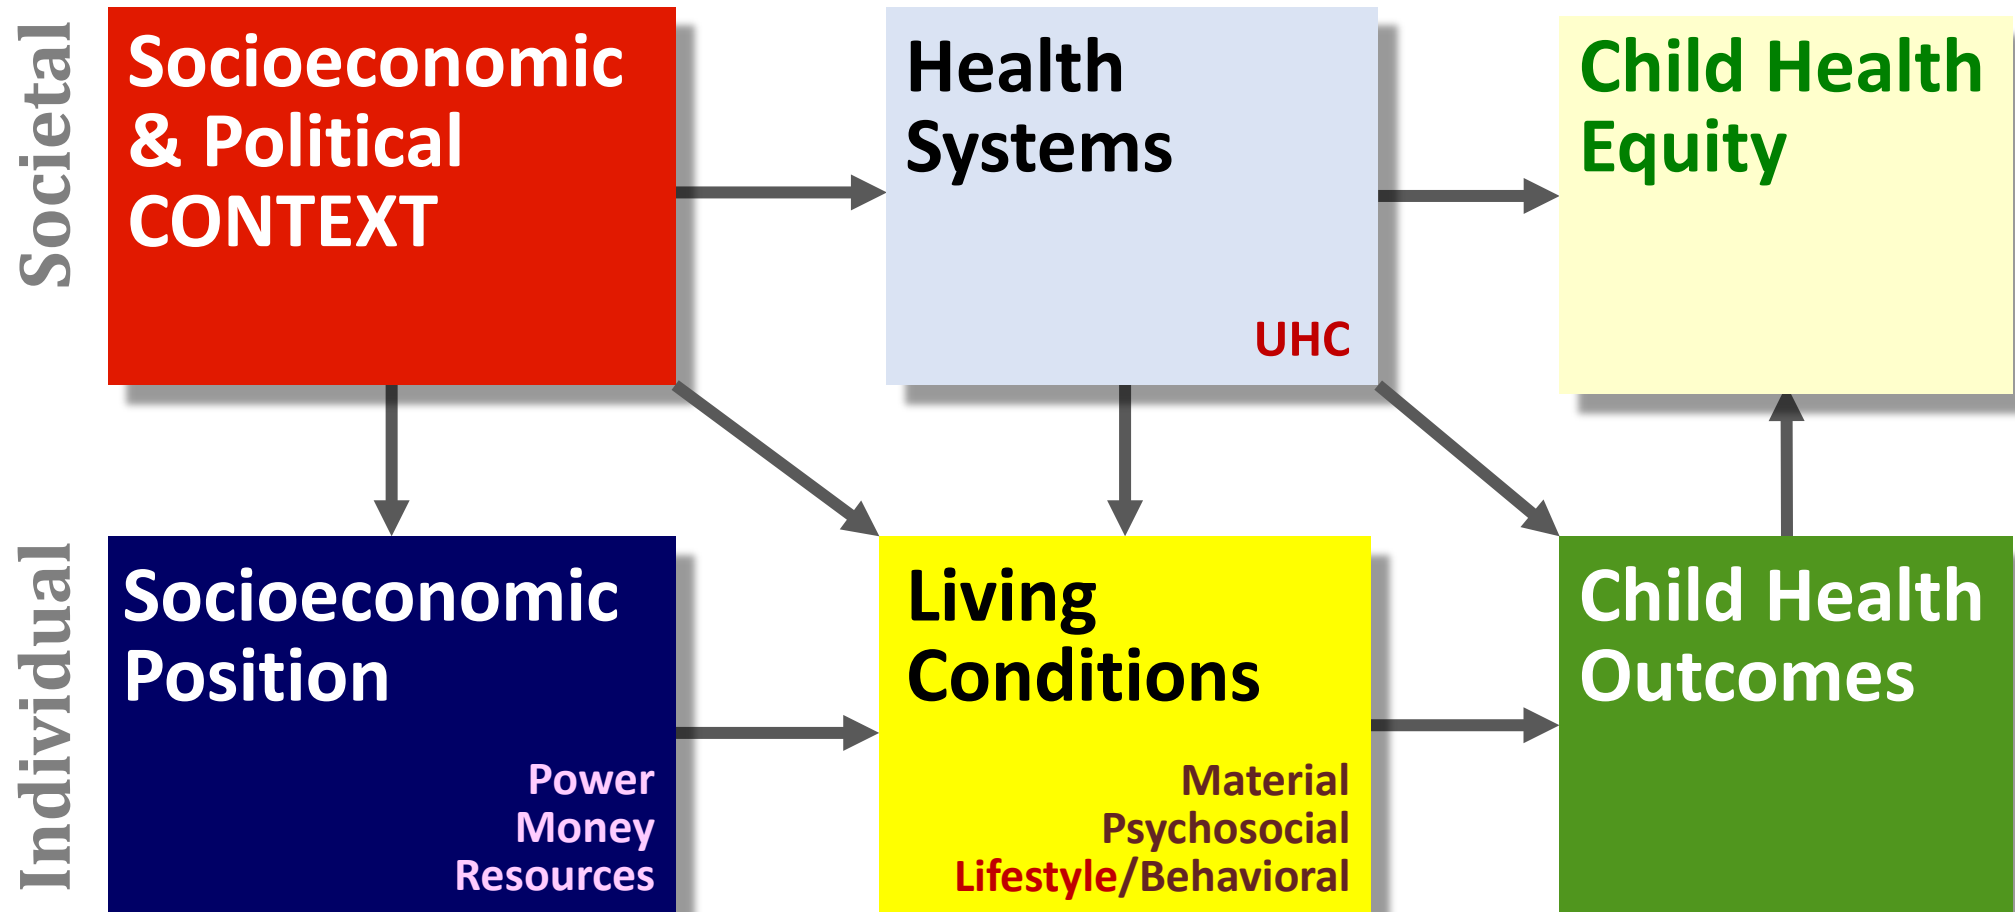 Societal
Socioeconomic
& Political
CONTEXT
Health
Systems
UHC
Child Health
Equity
Individual
Socioeconomic
Position
Power
Money
Resources
Living
Conditions
Material
Psychosocial
Lifestyle/Behavioral
Child Health
Outcomes